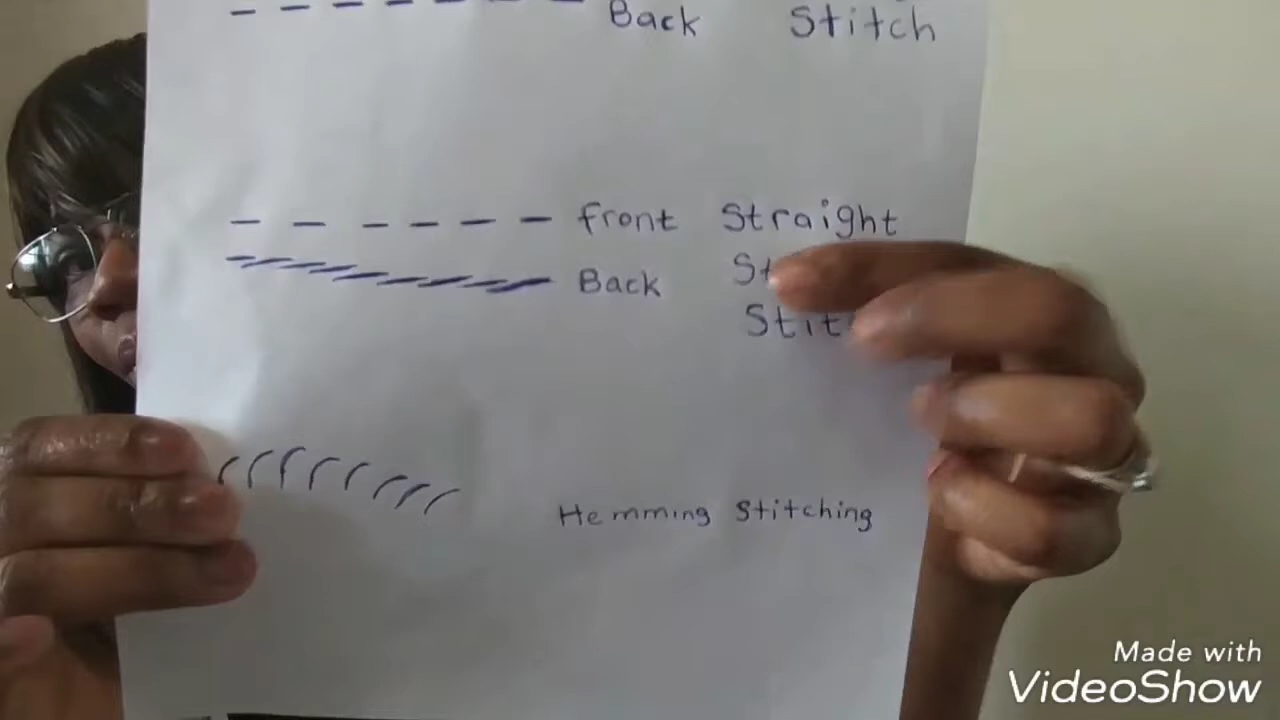 Back Stitch
front Straight
Back
Hemming Stitching
Made with
VideoShow